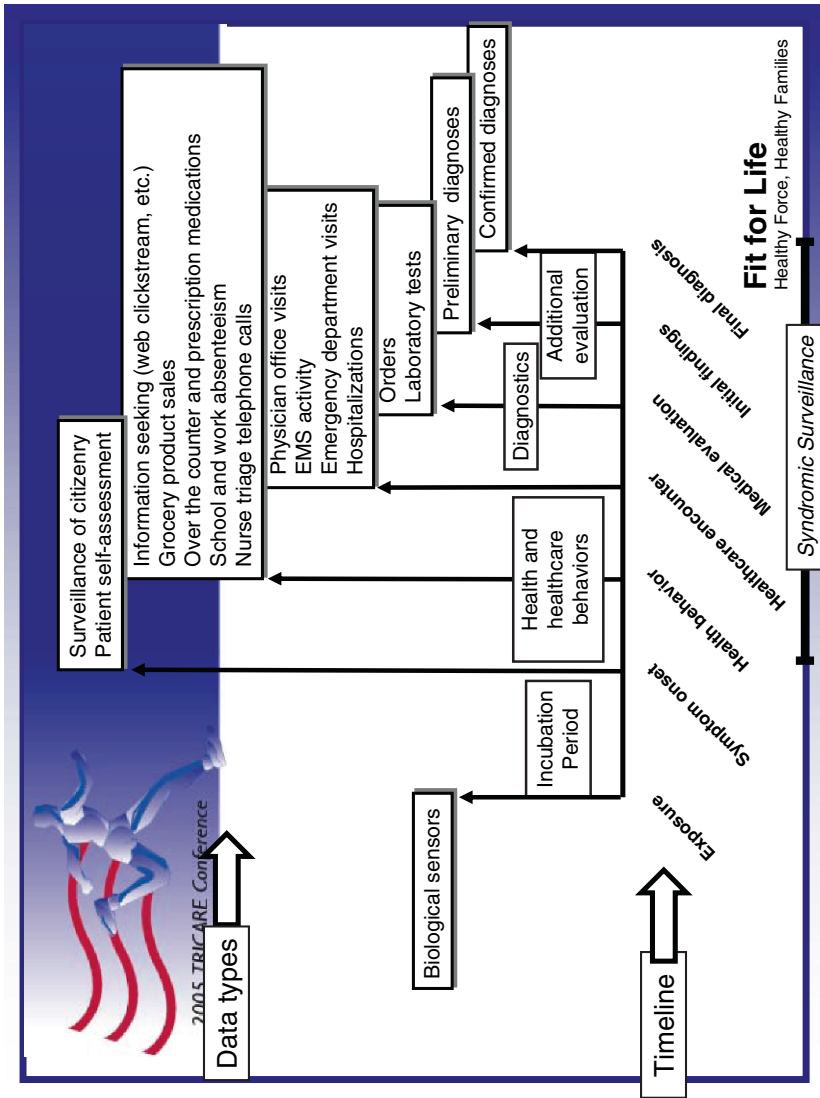 2005 TRICARE Conference
Data types
Surveillance of citizenry
Patient self-assessment
Information seeking (web clickstream, etc.)
Grocery product sales
Over the counter and prescription medications
School and work absenteeism
Nurse triage telephone calls
Physician office visits
EMS activity
Emergency department visits
Hospitalizations
Orders
Laboratory tests
Preliminary diagnoses
Confirmed diagnoses
Biological sensors
Incubation
Period
Health and
healthcare
behaviors
Diagnostics
Additional
evaluation
Timeline
Exposure
Symptom onset
Health behavior
Healthcare encounter
Medical evaluation
Initial findings
Final diagnosis
Fit for Life
Healthy Force, Healthy Families
Syndromic Surveillance